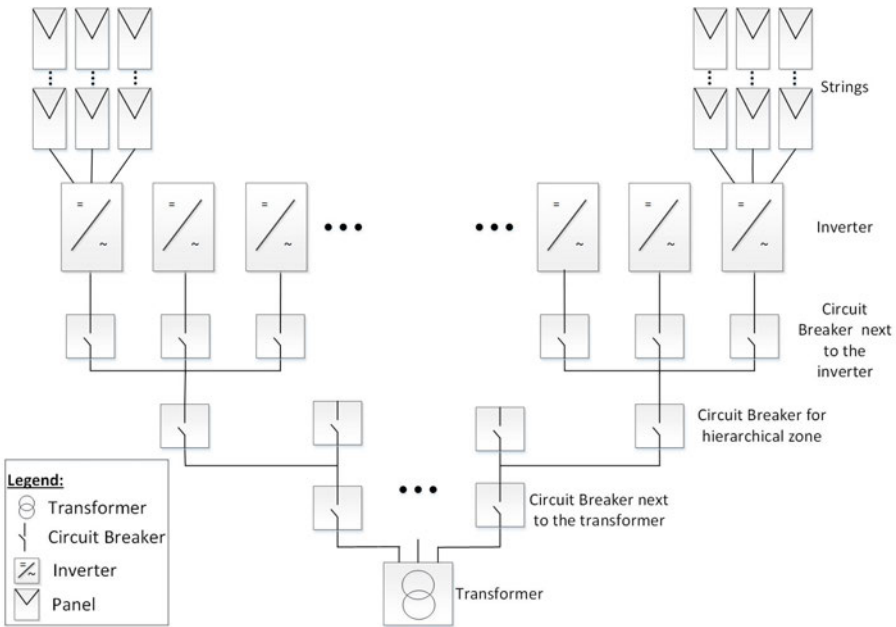 Strings
Inverter
Circuit
Breaker next
to the
inverter
Circuit Breaker for
hierarchical zone
Circuit Breaker next
to the transformer
Transformer
Legend:
Transformer
Circuit Breaker
Inverter
Panel